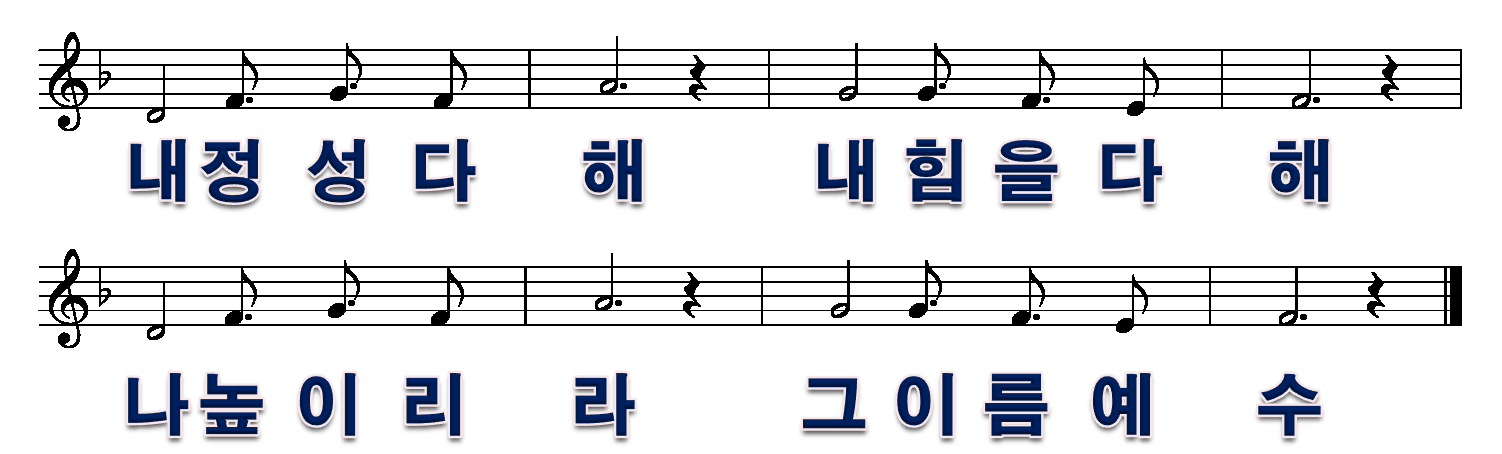 내정 성 다 해 내 힘 을 다 해
나높 이 리 라 그 이 름 예 수